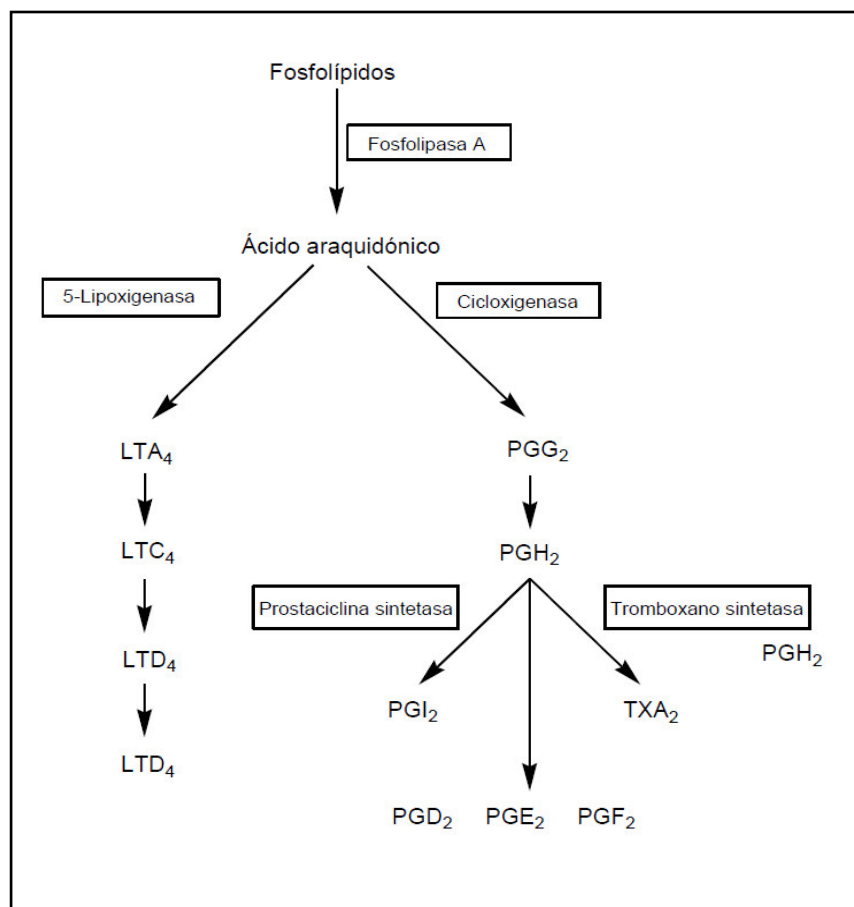 Fosfolípidos
Fosfolipasa A
Ácido araquidónico
5-Lipoxigenasa
Cicloxigenasa
LTA₄
PGG₂
LTC₄
PGH₂
Prostaciclina sintetasa
Tromboxano sintetasa
LTD₄
PGH₂
PGI₂
TXA₂
LTD₄
PGD₂ PGE₂ PGF₂